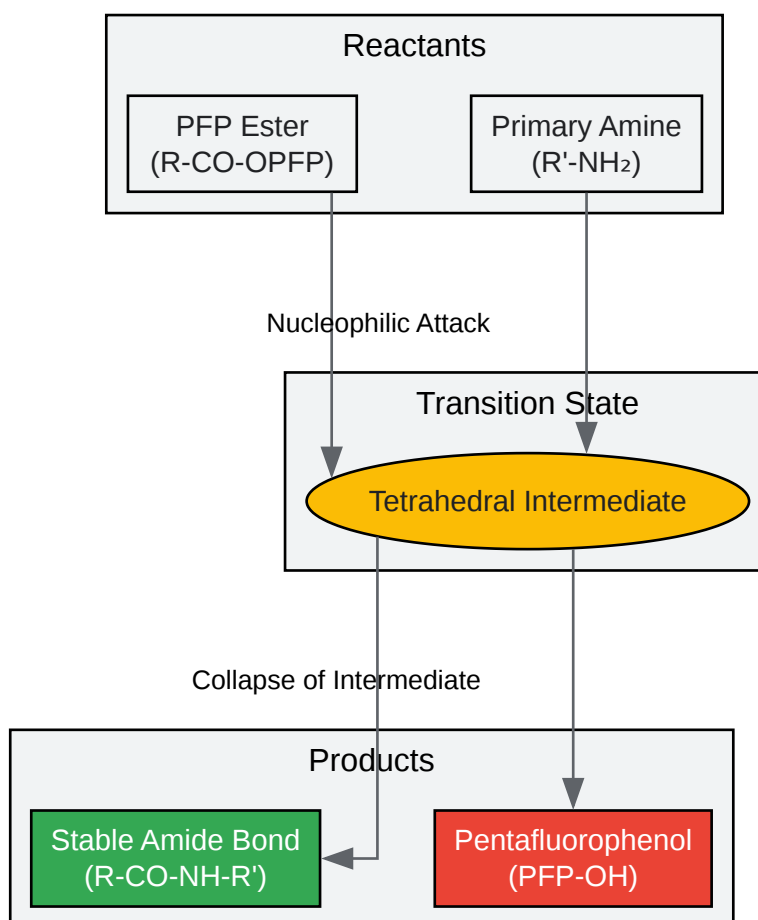 Reactants
PFP Ester
(R-CO-OPFP)
Primary Amine
(R'-NH₂)
Nucleophilic Attack
Transition State
Tetrahedral Intermediate
Collapse of Intermediate
Products
Stable Amide Bond
(R-CO-NH-R')
Pentafluorophenol
(PFP-OH)